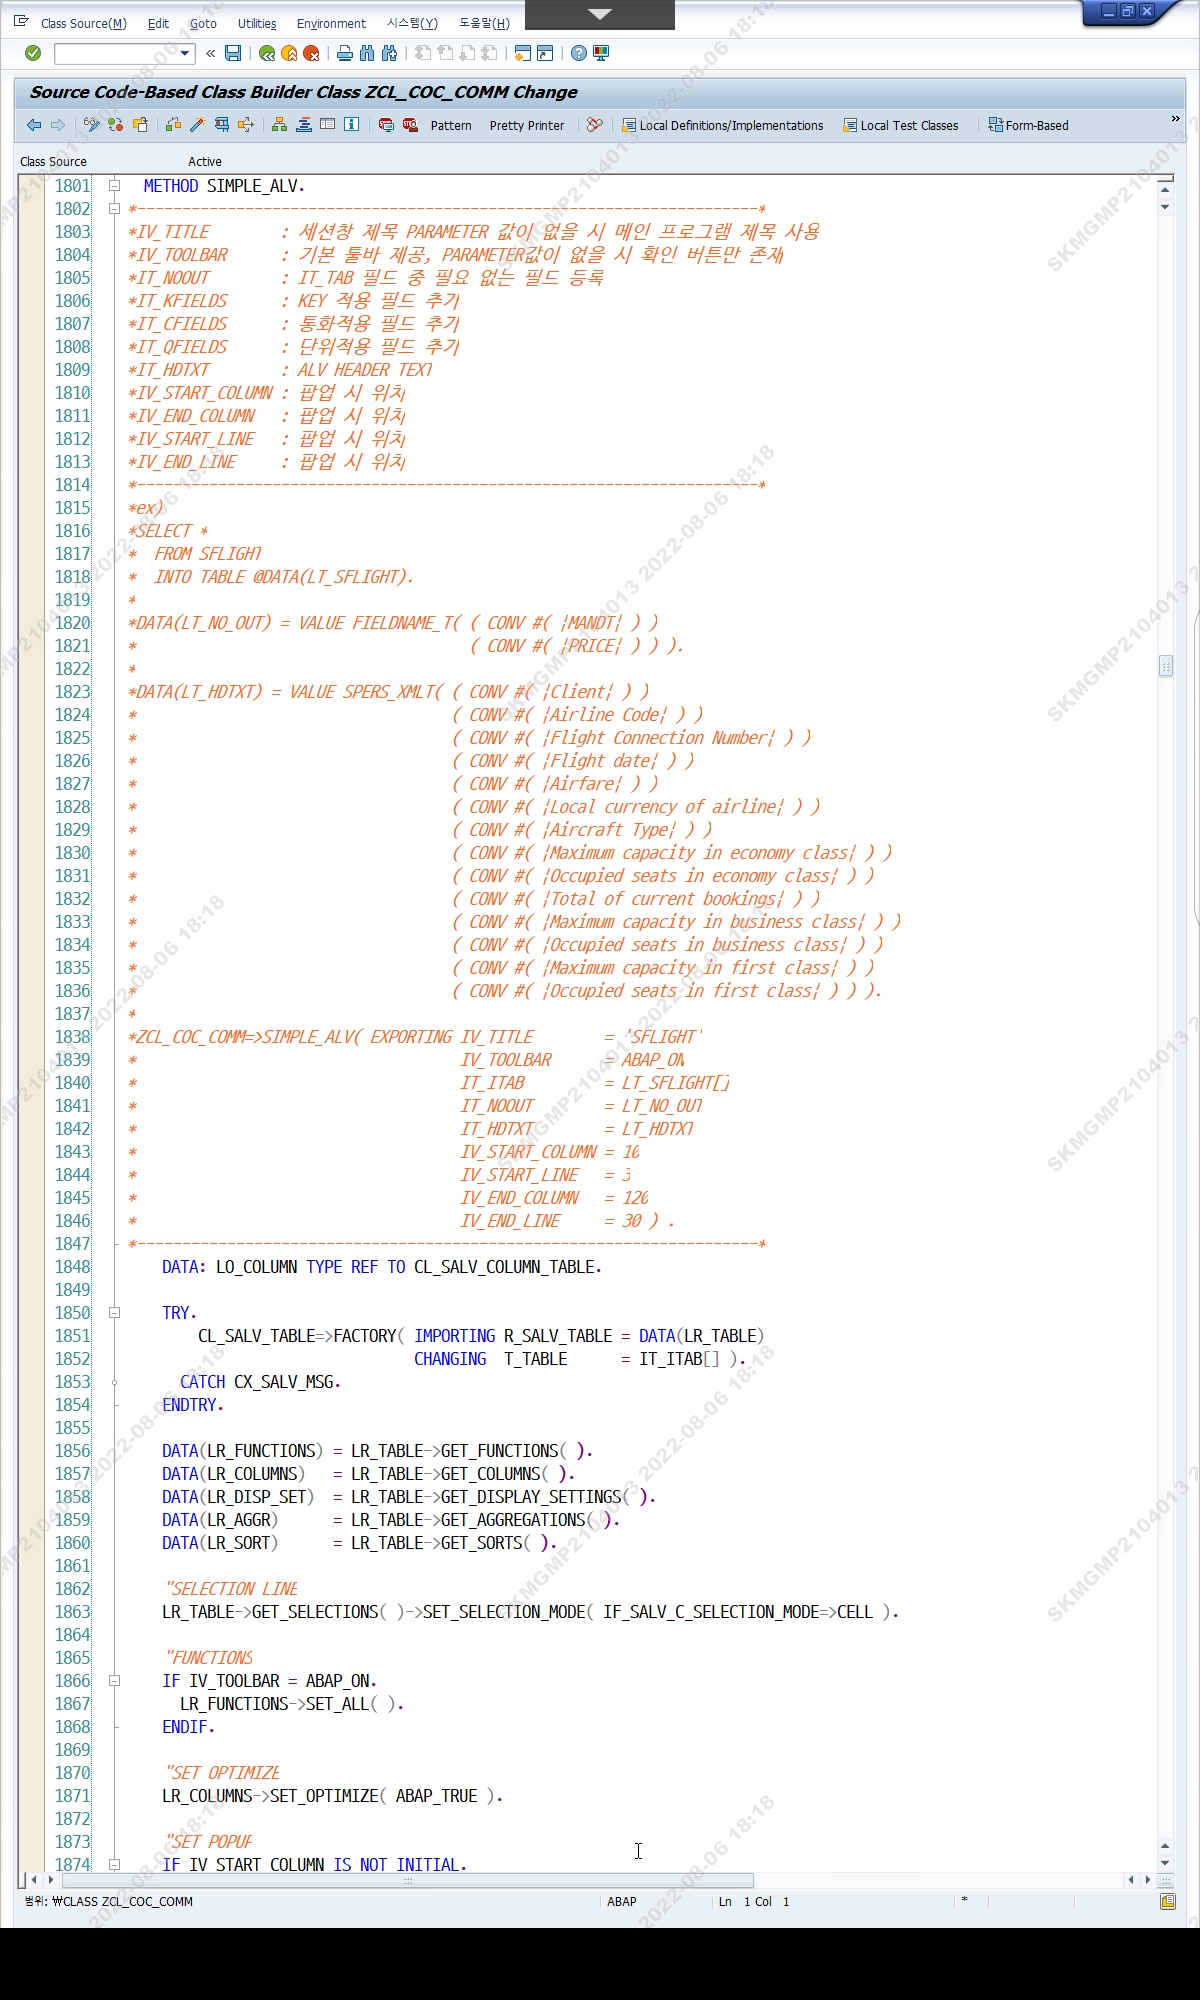 Class Source(M) Edit Goto Utilities Environment 시스템(Y) 도움말(H)
Source Code-Based Class Builder Class ZCL_COC_COMM Change
Pattern Pretty Printer Local Definitions/Implementations Local Test Classes Form-Based
Class Source Active
1801 METHOD SIMPLE_ALV.
1802 *---------------------------------------------------------------------*
1803 *IV_TITLE        : 세션창 제목 PARAMETER 값이 없을 시 메인 프로그램 제목 사용
1804 *IV_TOOLBAR      : 기본 툴바 제공, PARAMETER값이 없을 시 확인 버튼만 존재
1805 *IT_NOOUT        : IT_TAB 필드 중 필요 없는 필드 등록
1806 *IT_KFIELDS      : KEY 적용 필드 추가
1807 *IT_CFIELDS      : 통화적용 필드 추가
1808 *IT_QFIELDS      : 단위적용 필드 추가
1809 *IT_HDTXT        : ALV HEADER TEXT
1810 *IV_START_COLUMN : 팝업 시 위치
1811 *IV_END_COLUMN   : 팝업 시 위치
1812 *IV_START_LINE   : 팝업 시 위치
1813 *IV_END_LINE     : 팝업 시 위치
1814 *---------------------------------------------------------------------*
1815 *ex)
1816 *SELECT *
1817 *  FROM SFLIGHT
1818 *  INTO TABLE @DATA(LT_SFLIGHT).
1819 *
1820 *DATA(LT_NO_OUT) = VALUE FIELDNAME_T( ( CONV #( |MANDT| ) )
1821 *                                     ( CONV #( |PRICE| ) ) ).
1822 *
1823 *DATA(LT_HDTXT) = VALUE SPERS_XMLT( ( CONV #( |Client| ) )
1824 *                                   ( CONV #( |Airline Code| ) )
1825 *                                   ( CONV #( |Flight Connection Number| ) )
1826 *                                   ( CONV #( |Flight date| ) )
1827 *                                   ( CONV #( |Airfare| ) )
1828 *                                   ( CONV #( |Local currency of airline| ) )
1829 *                                   ( CONV #( |Aircraft Type| ) )
1830 *                                   ( CONV #( |Maximum capacity in economy class| ) )
1831 *                                   ( CONV #( |Occupied seats in economy class| ) )
1832 *                                   ( CONV #( |Total of current bookings| ) )
1833 *                                   ( CONV #( |Maximum capacity in business class| ) )
1834 *                                   ( CONV #( |Occupied seats in business class| ) )
1835 *                                   ( CONV #( |Maximum capacity in first class| ) )
1836 *                                   ( CONV #( |Occupied seats in first class| ) ) ).
1837 *
1838 *ZCL_COC_COMM=>SIMPLE_ALV( EXPORTING IV_TITLE        = 'SFLIGHT'
1839 *                                    IV_TOOLBAR      = ABAP_ON
1840 *                                    IT_ITAB         = LT_SFLIGHT[]
1841 *                                    IT_NOOUT        = LT_NO_OUT
1842 *                                    IT_HDTXT        = LT_HDTXT
1843 *                                    IV_START_COLUMN = 10
1844 *                                    IV_START_LINE   = 3
1845 *                                    IV_END_COLUMN   = 120
1846 *                                    IV_END_LINE     = 30 ) .
1847 *---------------------------------------------------------------------*
1848 DATA: LO_COLUMN TYPE REF TO CL_SALV_COLUMN_TABLE.
1849
1850 TRY.
1851 CL_SALV_TABLE=>FACTORY( IMPORTING R_SALV_TABLE = DATA(LR_TABLE)
1852 CHANGING  T_TABLE      = IT_ITAB[] ).
1853 CATCH CX_SALV_MSG.
1854 ENDTRY.
1855
1856 DATA(LR_FUNCTIONS) = LR_TABLE->GET_FUNCTIONS( ).
1857 DATA(LR_COLUMNS)   = LR_TABLE->GET_COLUMNS( ).
1858 DATA(LR_DISP_SET)  = LR_TABLE->GET_DISPLAY_SETTINGS( ).
1859 DATA(LR_AGGR)      = LR_TABLE->GET_AGGREGATIONS( ).
1860 DATA(LR_SORT)      = LR_TABLE->GET_SORTS( ).
1861
1862 "SELECTION LINE
1863 LR_TABLE->GET_SELECTIONS( )->SET_SELECTION_MODE( IF_SALV_C_SELECTION_MODE=>CELL ).
1864
1865 "FUNCTIONS
1866 IF IV_TOOLBAR = ABAP_ON.
1867 LR_FUNCTIONS->SET_ALL( ).
1868 ENDIF.
1869
1870 "SET OPTIMIZE
1871 LR_COLUMNS->SET_OPTIMIZE( ABAP_TRUE ).
1872
1873 "SET POPUP
1874 IF IV_START_COLUMN IS NOT INITIAL.
범위: ₩CLASS ZCL_COC_COMM ABAP Ln 1 Col 1 *
SKMGMP2104013 2022-08-06 18:18